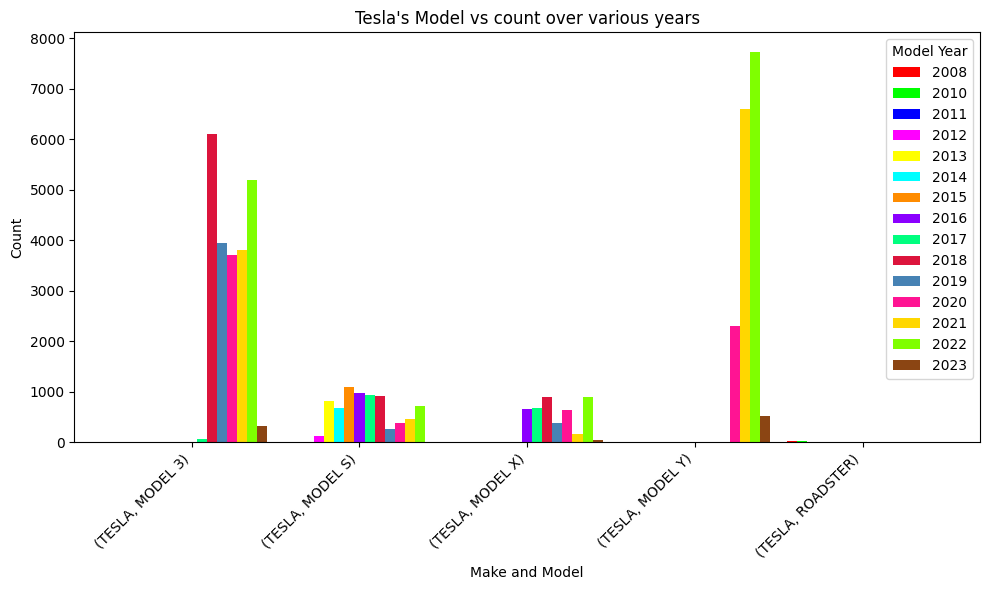 Tesla's Model vs count over various years
Count
8000
7000
6000
5000
4000
3000
2000
1000
0
Model Year
2008
2010
2011
2012
2013
2014
2015
2016
2017
2018
2019
2020
2021
2022
2023
(TESLA, MODEL 3)
(TESLA, MODEL S)
(TESLA, MODEL X)
(TESLA, MODEL Y)
(TESLA, ROADSTER)
Make and Model